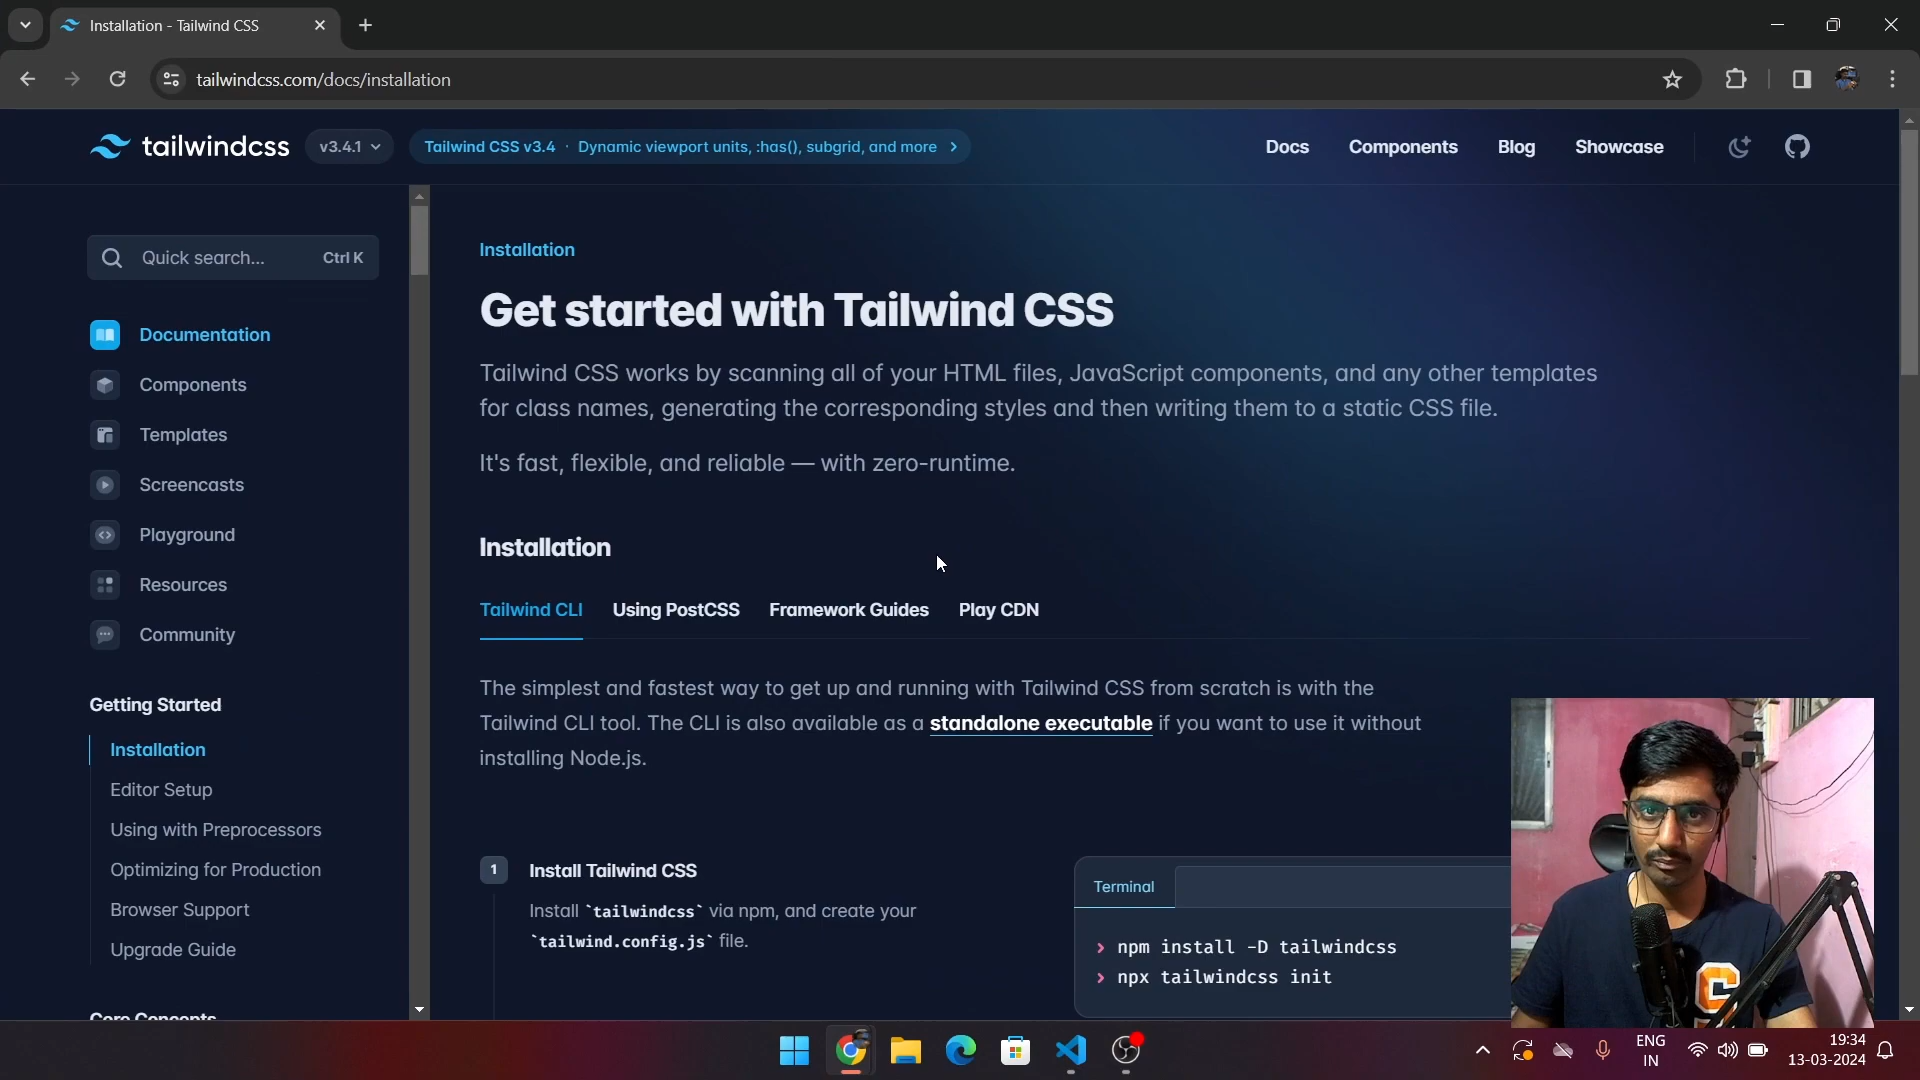 Installation - Tailwind CSS
tailwindcss.com/docs/installation
tailwindcss
v3.4.1
Tailwind CSS v3.4 · Dynamic viewport units, :has(), subgrid, and more
Docs
Components
Blog
Showcase
Quick search...
Ctrl K
Documentation
Components
Templates
Screencasts
Playground
Resources
Community
Getting Started
Installation
Editor Setup
Using with Preprocessors
Optimizing for Production
Browser Support
Upgrade Guide
Core Concepts
Installation
Get started with Tailwind CSS
Tailwind CSS works by scanning all of your HTML files, JavaScript components, and any other templates
for class names, generating the corresponding styles and then writing them to a static CSS file.
It's fast, flexible, and reliable — with zero-runtime.
Installation
Tailwind CLI
Using PostCSS
Framework Guides
Play CDN
The simplest and fastest way to get up and running with Tailwind CSS from scratch is with the
Tailwind CLI tool. The CLI is also available as a standalone executable if you want to use it without
installing Node.js.
1
Install Tailwind CSS
Install `tailwindcss` via npm, and create your
`tailwind.config.js` file.
Terminal
> npm install -D tailwindcss
> npx tailwindcss init
C
ENG
IN
19:34
13-03-2024